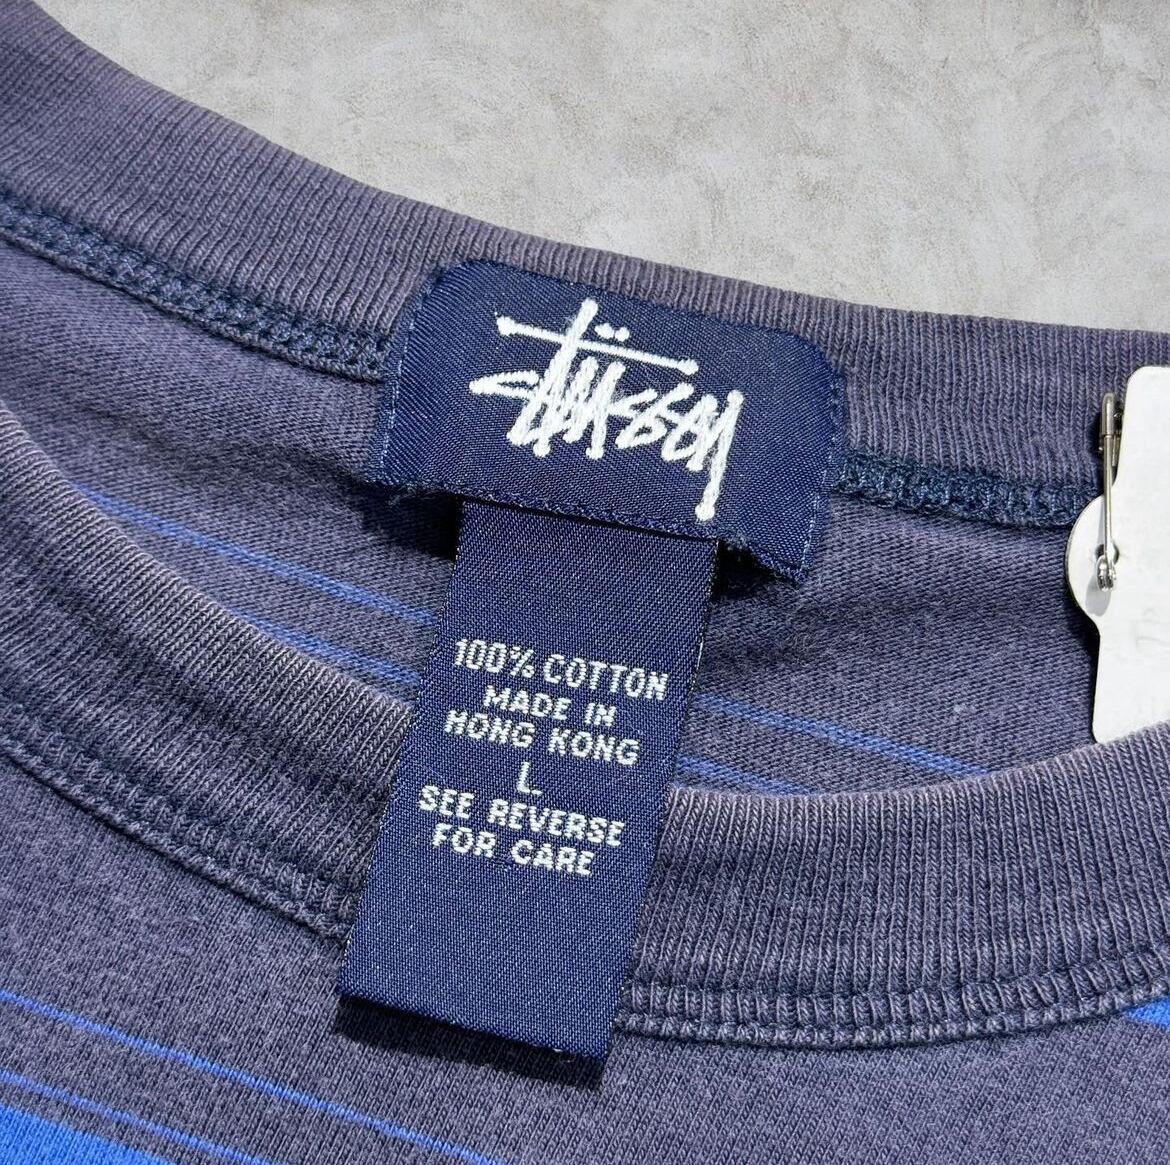 Stüssy
100% COTTON
MADE IN
HONG KONG
L.
SEE REVERSE
FOR CARE